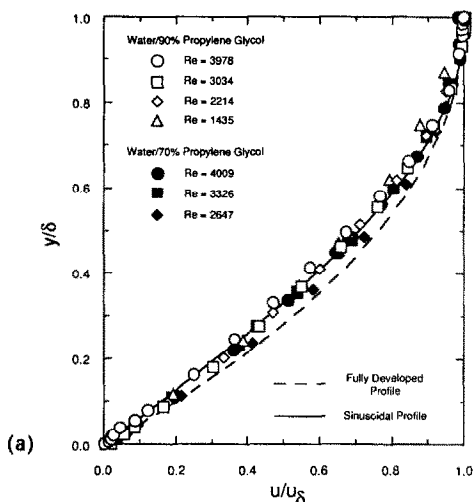 (a)
y/δ
1.0
0.8
0.6
0.4
0.2
0.0
Water/90% Propylene Glycol
Re = 3978
Re = 3034
Re = 2214
Re = 1435
Water/70% Propylene Glycol
Re = 4009
Re = 3326
Re = 2647
Fully Developed
Profile
Sinusoidal Profile
0.0 0.2 0.4 0.6 0.8 1.0
u/uδ